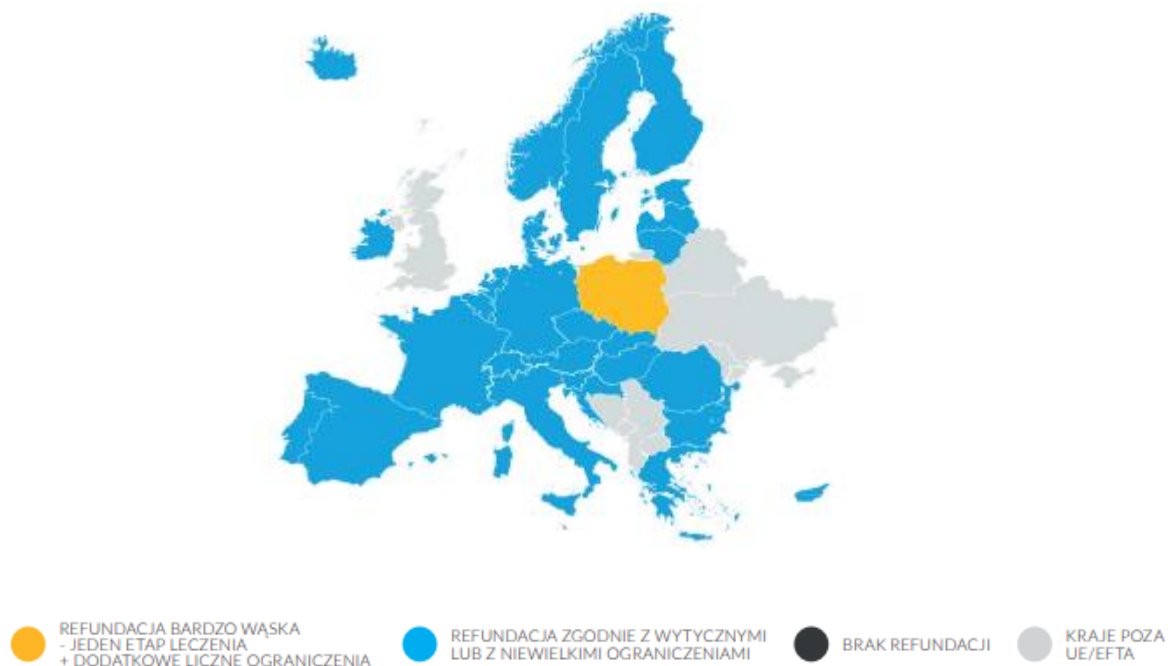 REFUNDACJA BARDZO WĄSKA
- JEDEN ETAP LECZENIA
+ DODATKOWE LICZNE OGRANICZENIA
REFUNDACJA ZGODNIE Z WYTYCZNYMI
LUB Z NIEWIELKIMI OGRANICZENIAMI
BRAK REFUNDACJI
KRAJE POZA
UE/EFTA